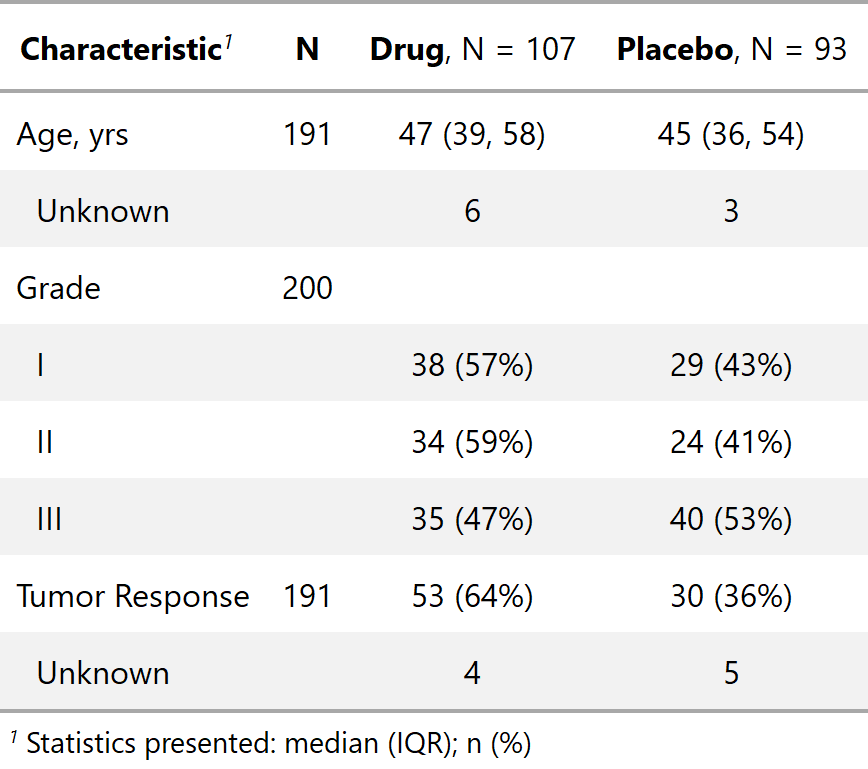 Characteristic¹ N Drug, N = 107 Placebo, N = 93
Age, yrs 191 47 (39, 58) 45 (36, 54)
Unknown 6 3
Grade 200
I 38 (57%) 29 (43%)
II 34 (59%) 24 (41%)
III 35 (47%) 40 (53%)
Tumor Response 191 53 (64%) 30 (36%)
Unknown 4 5
¹ Statistics presented: median (IQR); n (%)